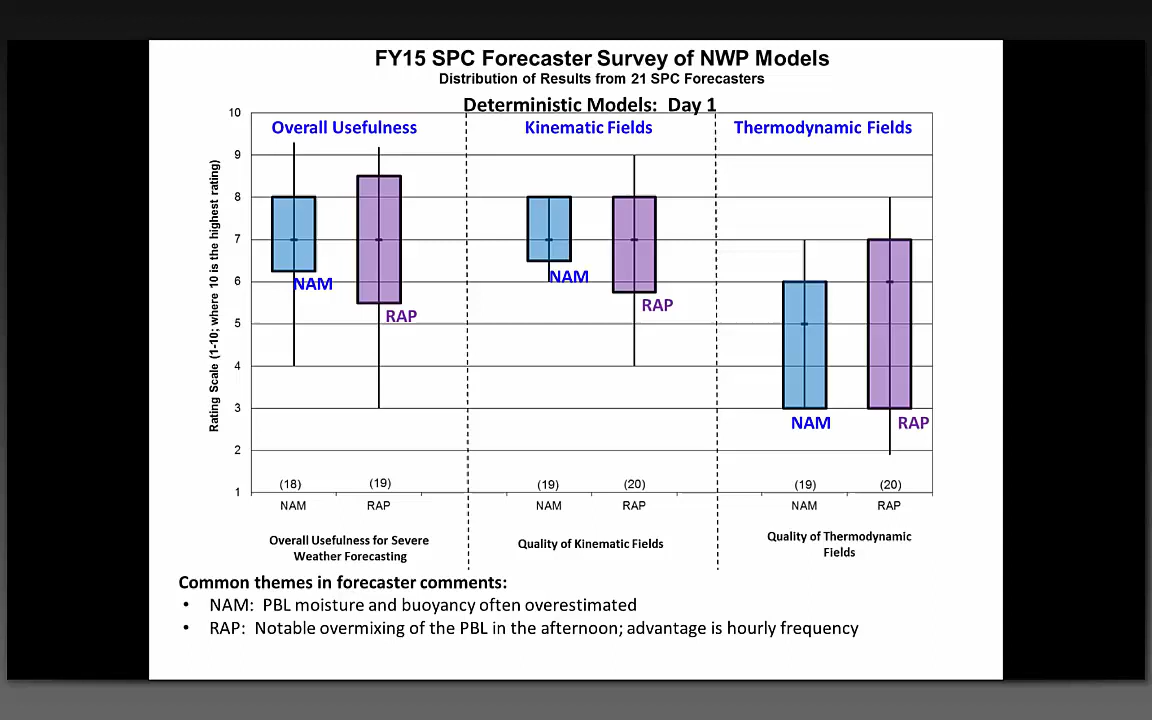 FY15 SPC Forecaster Survey of NWP Models
Distribution of Results from 21 SPC Forecasters
Deterministic Models: Day 1
Overall Usefulness
Kinematic Fields
Thermodynamic Fields
Rating Scale (1-10; where 10 is the highest rating)
10
9
8
7
6
5
4
3
2
1
NAM
RAP
NAM
RAP
NAM
RAP
(18) (19) (19) (20) (19) (20)
NAM RAP NAM RAP NAM RAP
Overall Usefulness for Severe
Weather Forecasting
Quality of Kinematic Fields
Quality of Thermodynamic
Fields
Common themes in forecaster comments:
• NAM: PBL moisture and buoyancy often overestimated
• RAP: Notable overmixing of the PBL in the afternoon; advantage is hourly frequency